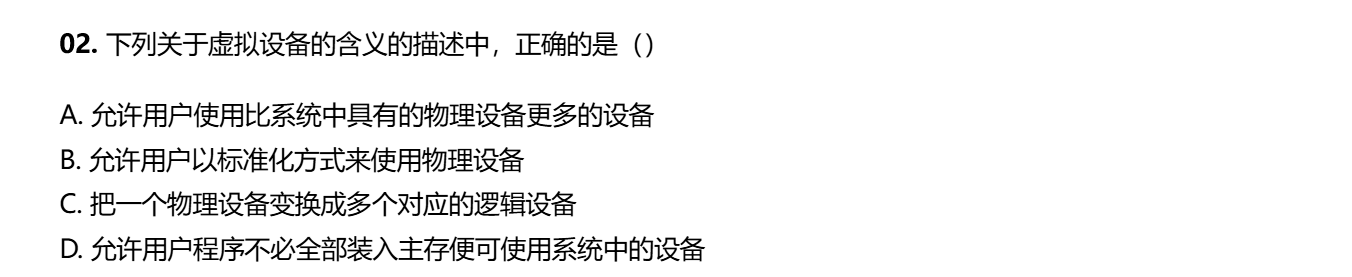 02. 下列关于虚拟设备的含义的描述中，正确的是（）
A. 允许用户使用比系统中具有的物理设备更多的设备
B. 允许用户以标准化方式来使用物理设备
C. 把一个物理设备变换成多个对应的逻辑设备
D. 允许用户程序不必全部装入主存便可使用系统中的设备